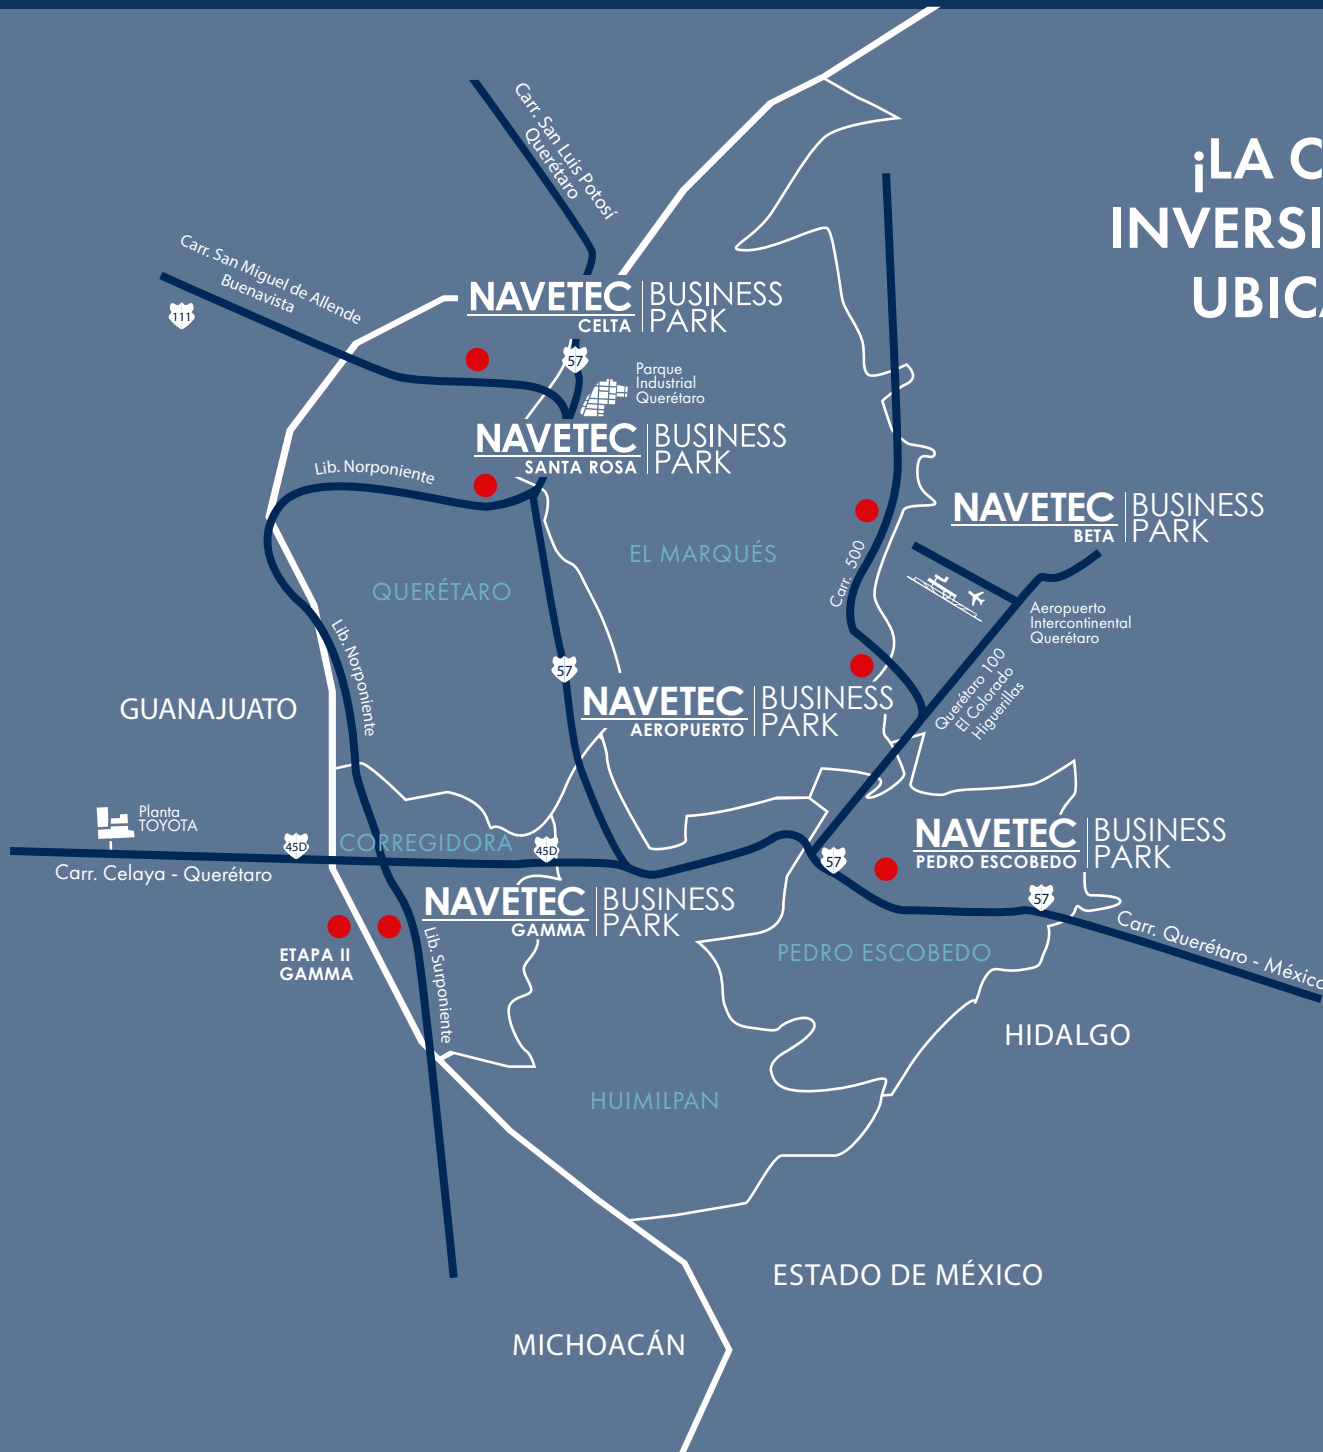 ¡LA C
INVERSI
UBICA
Carr. San Luis Potosí
Querétaro
Carr. San Miguel de Allende
Buenavista
111
NAVETEC BUSINESS PARK
CELTA
57
Parque
Industrial
Querétaro
NAVETEC BUSINESS PARK
SANTA ROSA
Lib. Norponiente
NAVETEC BUSINESS PARK
BETA
EL MARQUÉS
Carr. 500
QUERÉTARO
Aeropuerto
Intercontinental
Querétaro
Lib. Norponiente
57
Querétaro 100
El Colorado
Higuerillas
GUANAJUATO
NAVETEC BUSINESS PARK
AEROPUERTO
Planta
TOYOTA
45D
CORREGIDORA
45D
57
NAVETEC BUSINESS PARK
PEDRO ESCOBEDO
Carr. Celaya - Querétaro
57
NAVETEC BUSINESS PARK
GAMMA
Carr. Querétaro - México
ETAPA II
GAMMA
Lib. Surponiente
PEDRO ESCOBEDO
HIDALGO
HUIMILPAN
ESTADO DE MÉXICO
MICHOACÁN